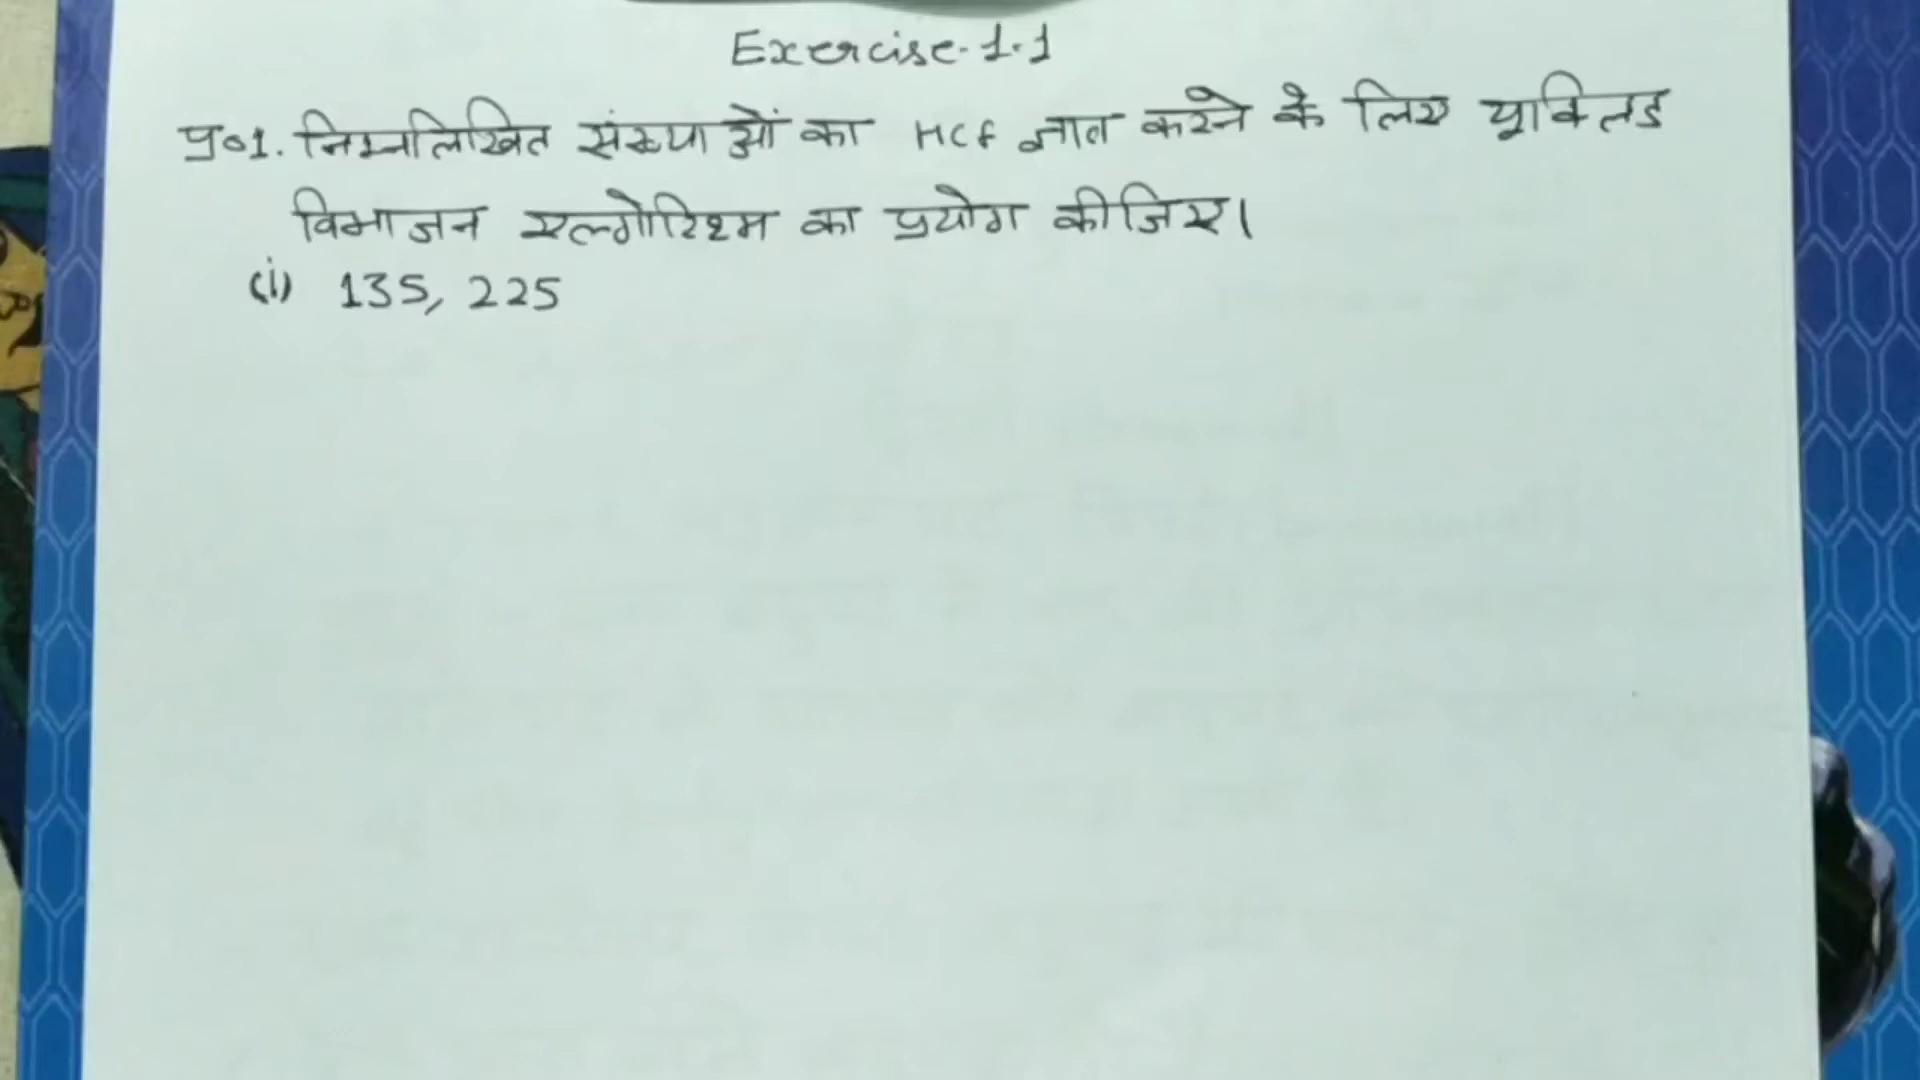 Exercise-1.1
प्र०1. निम्नलिखित संख्याओं का HCF ज्ञात करने के लिए यूक्लिड
विभाजन एल्गोरिथ्म का प्रयोग कीजिए।
(i) 135, 225